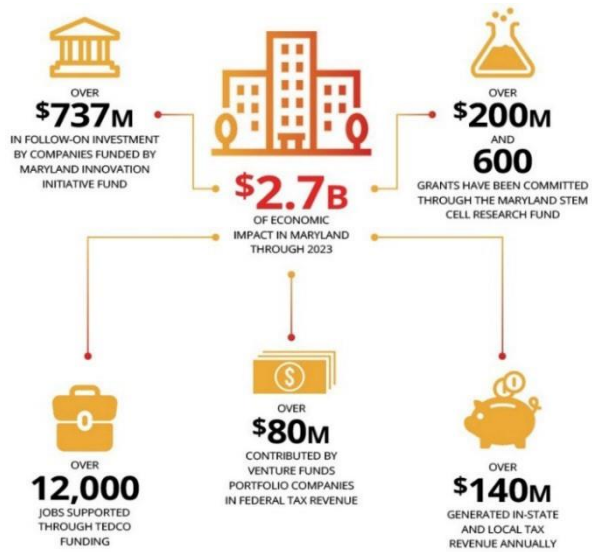 OVER
$737M
IN FOLLOW-ON INVESTMENT
BY COMPANIES FUNDED BY
MARYLAND INNOVATION
INITIATIVE FUND
$2.7B
OF ECONOMIC
IMPACT IN MARYLAND
THROUGH 2023
OVER
$200M
AND
600
GRANTS HAVE BEEN COMMITTED
THROUGH THE MARYLAND STEM
CELL RESEARCH FUND
OVER
12,000
JOBS SUPPORTED
THROUGH TEDCO
FUNDING
$
OVER
$80M
CONTRIBUTED BY
VENTURE FUNDS
PORTFOLIO COMPANIES
IN FEDERAL TAX REVENUE
OVER
$140M
GENERATED IN-STATE
AND LOCAL TAX
REVENUE ANNUALLY